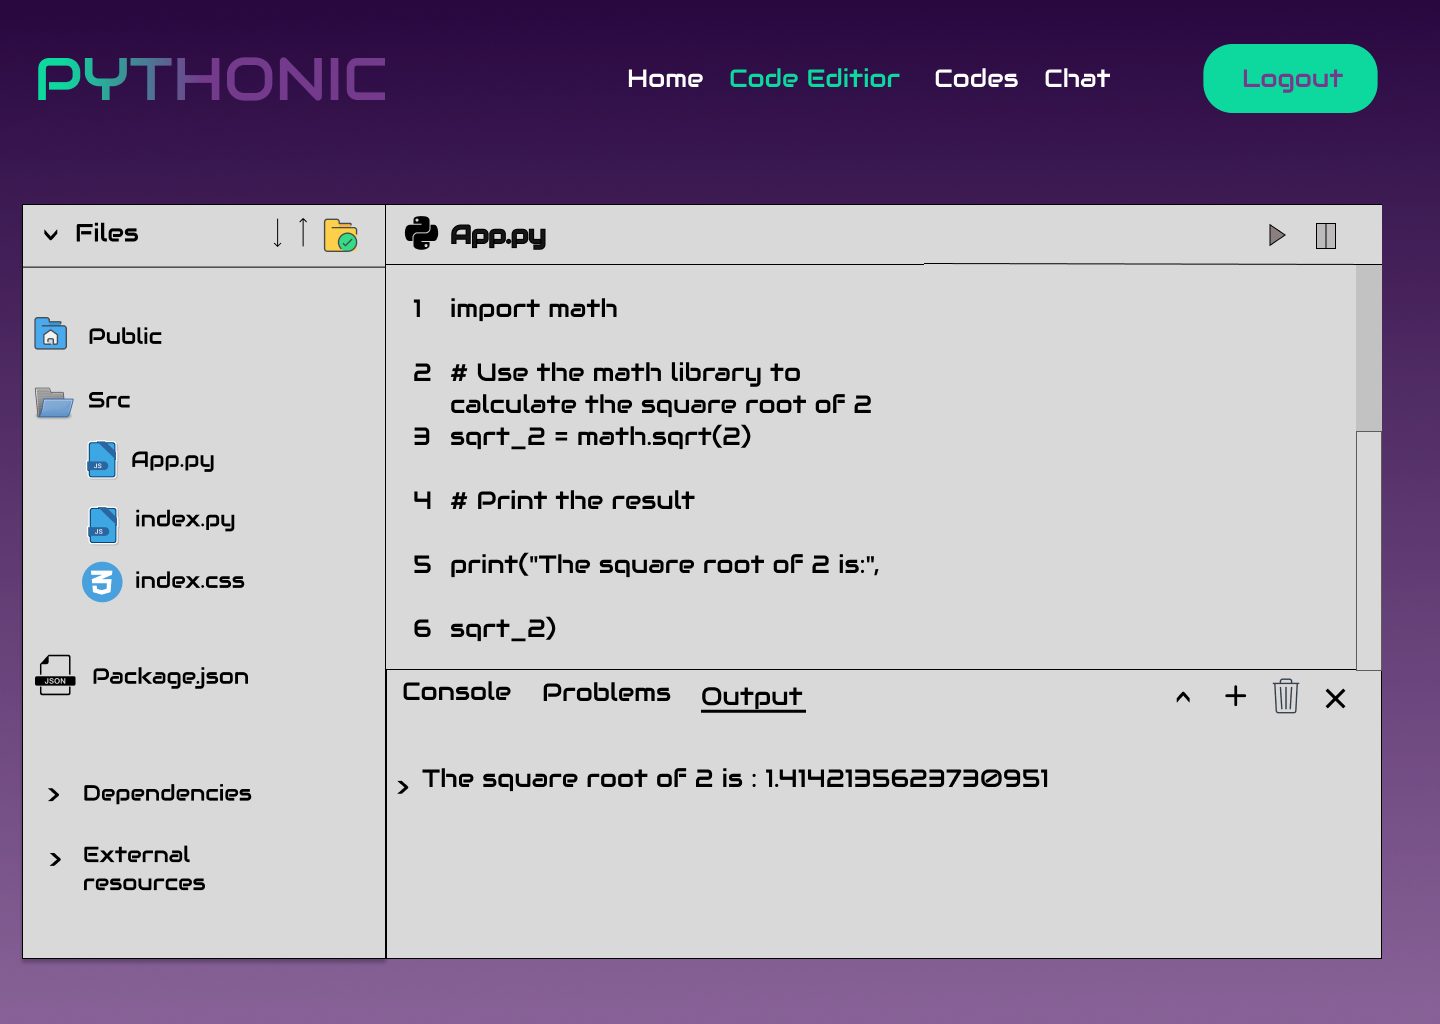 PYTHONIC
Home Code Editior Codes Chat
Logout
Files
Public
Src
App.py
JS
index.py
JS
index.css
Package.json
JSON
Dependencies
External
resources
App.py
1 import math
2 # Use the math library to
calculate the square root of 2
3 sqrt_2 = math.sqrt(2)
4 # Print the result
5 print("The square root of 2 is:",
6 sqrt_2)
Console Problems Output
> The square root of 2 is : 1.4142135623730951